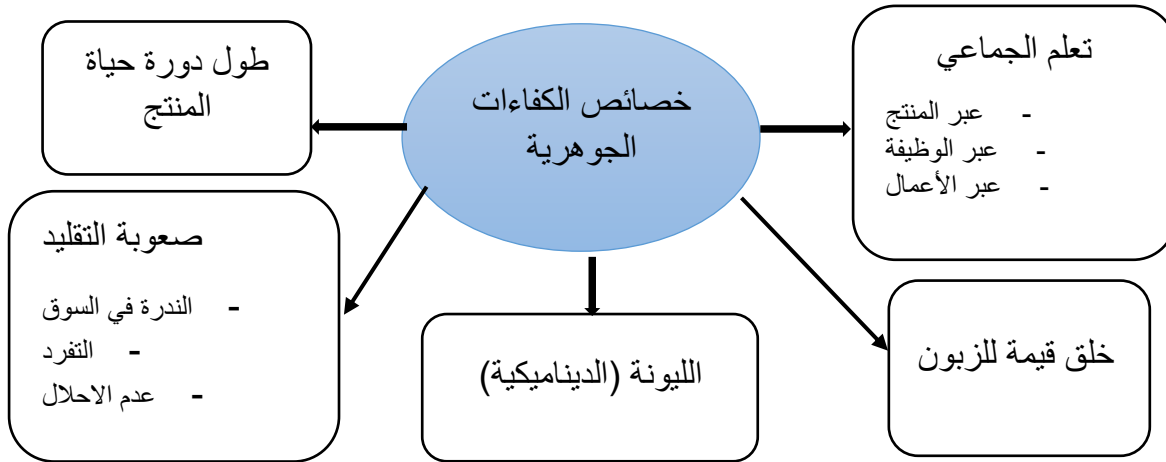 خصائص الكفاءات
الجوهرية
تعلم الجماعي
- عبر المنتج
- عبر الوظيفة
- عبر الأعمال
طول دورة حياة
المنتج
صعوبة التقليد
- الندرة في السوق
- التفرد
- عدم الاحلال
الليونة (الديناميكية)
خلق قيمة للزبون